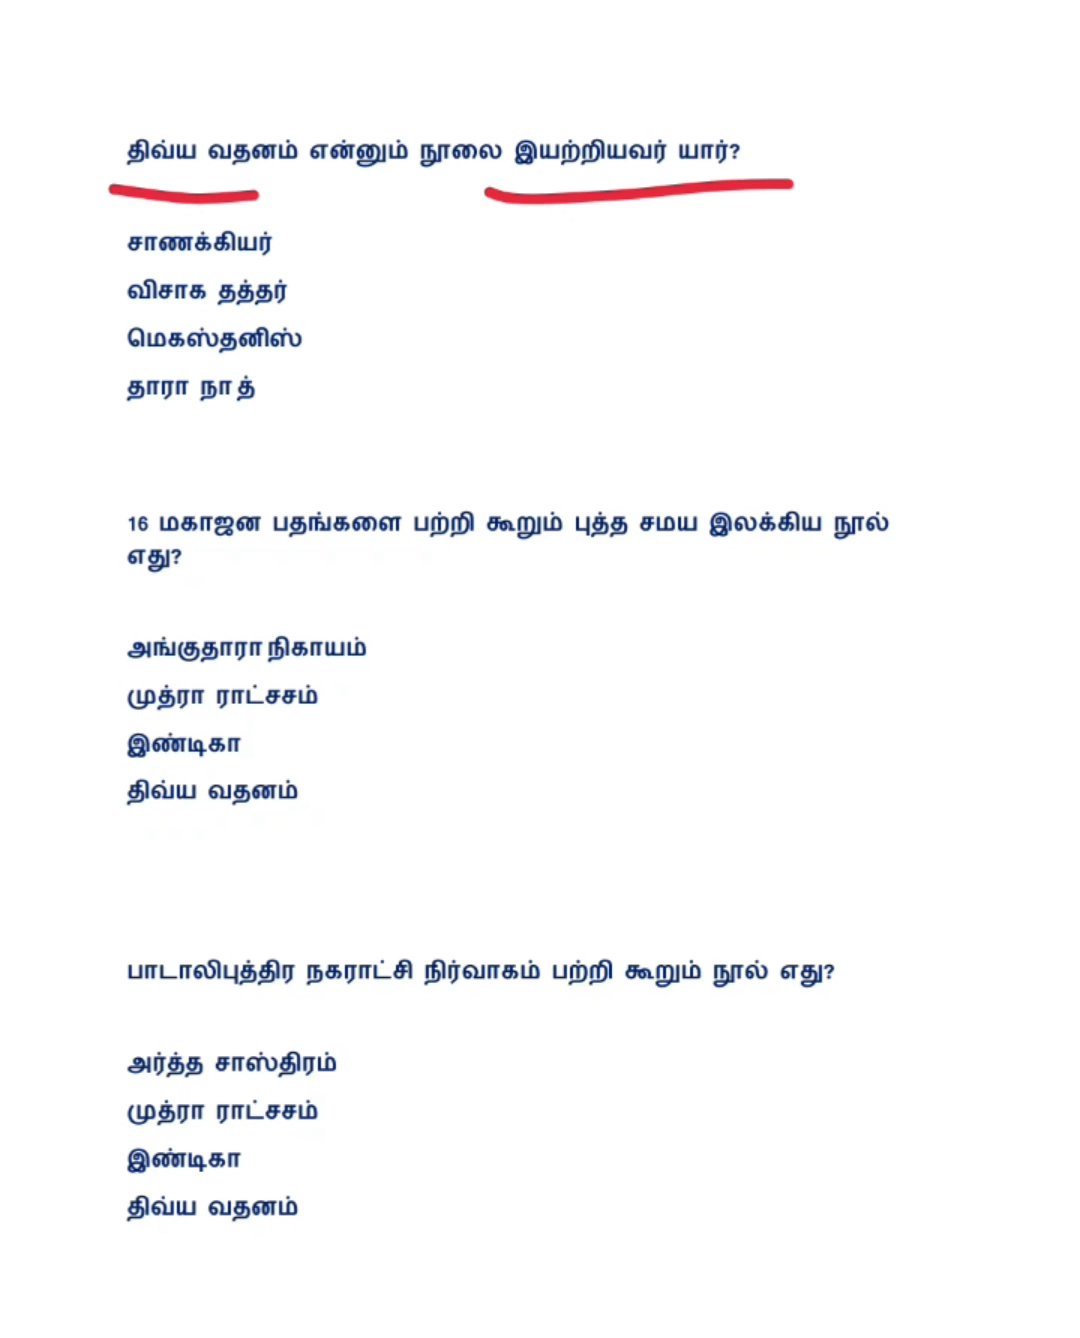 திவ்ய வதனம் என்னும் நூலை இயற்றியவர் யார்?
சாணக்கியர்
விசாக தத்தர்
மெகஸ்தனிஸ்
தாரா நாத்
16 மகாஜன பதங்களை பற்றி கூறும் புத்த சமய இலக்கிய நூல்
எது?
அங்குதாரா நிகாயம்
முத்ரா ராட்சசம்
இண்டிகா
திவ்ய வதனம்
பாடாலிபுத்திர நகராட்சி நிர்வாகம் பற்றி கூறும் நூல் எது?
அர்த்த சாஸ்திரம்
முத்ரா ராட்சசம்
இண்டிகா
திவ்ய வதனம்